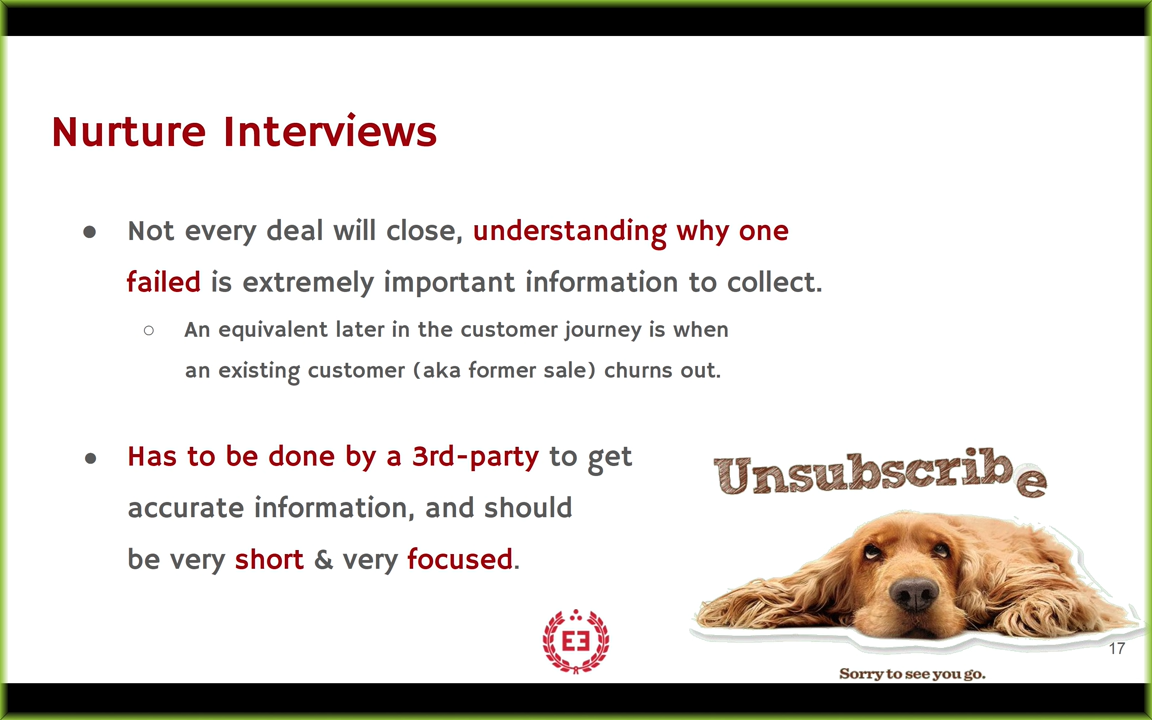 Nurture Interviews
● Not every deal will close, understanding why one
failed is extremely important information to collect.
○ An equivalent later in the customer journey is when
an existing customer (aka former sale) churns out.
● Has to be done by a 3rd-party to get
accurate information, and should
be very short & very focused.
Unsubscribe
EE
R
17
Sorry to see you go.